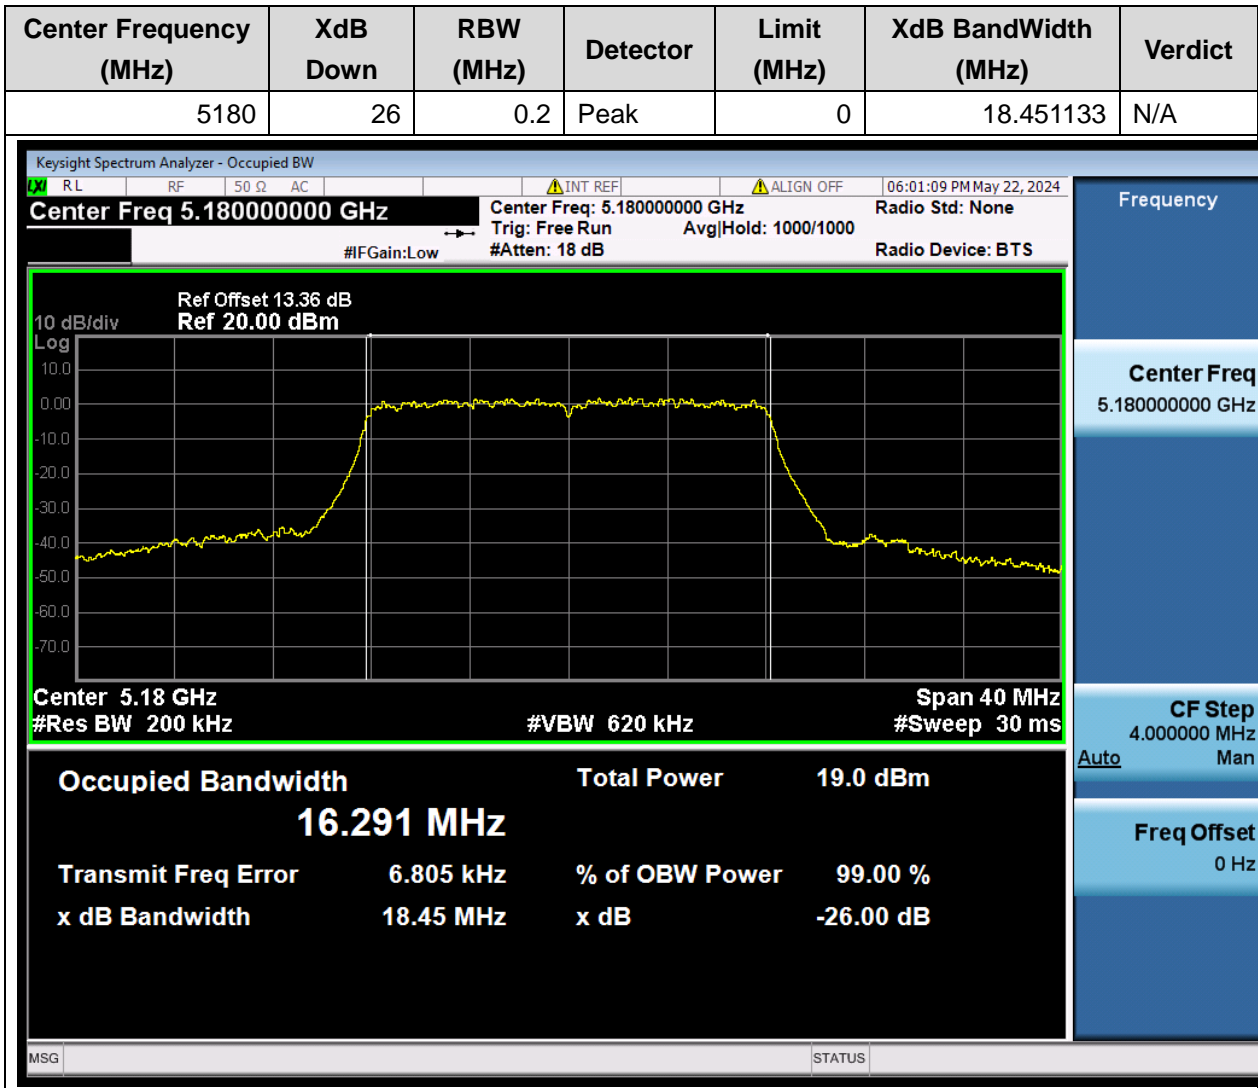 Center Frequency (MHz) XdB Down RBW (MHz) Detector Limit (MHz) XdB BandWidth (MHz) Verdict
5180 26 0.2 Peak 0 18.451133 N/A
Keysight Spectrum Analyzer - Occupied BW
LXI RL RF 50 Ω AC INT REF ALIGN OFF 06:01:09 PM May 22, 2024
Center Freq 5.180000000 GHz
#IFGain:Low
Center Freq: 5.180000000 GHz
Trig: Free Run Avg|Hold: 1000/1000
#Atten: 18 dB
Radio Std: None
Radio Device: BTS
Ref Offset 13.36 dB
10 dB/div Ref 20.00 dBm
Log
10.0
0.00
-10.0
-20.0
-30.0
-40.0
-50.0
-60.0
-70.0
Center 5.18 GHz Span 40 MHz
#Res BW 200 kHz #VBW 620 kHz #Sweep 30 ms
Occupied Bandwidth Total Power 19.0 dBm
16.291 MHz
Transmit Freq Error 6.805 kHz % of OBW Power 99.00 %
x dB Bandwidth 18.45 MHz x dB -26.00 dB
Frequency
Center Freq
5.180000000 GHz
CF Step
4.000000 MHz
Auto Man
Freq Offset
0 Hz
MSG STATUS